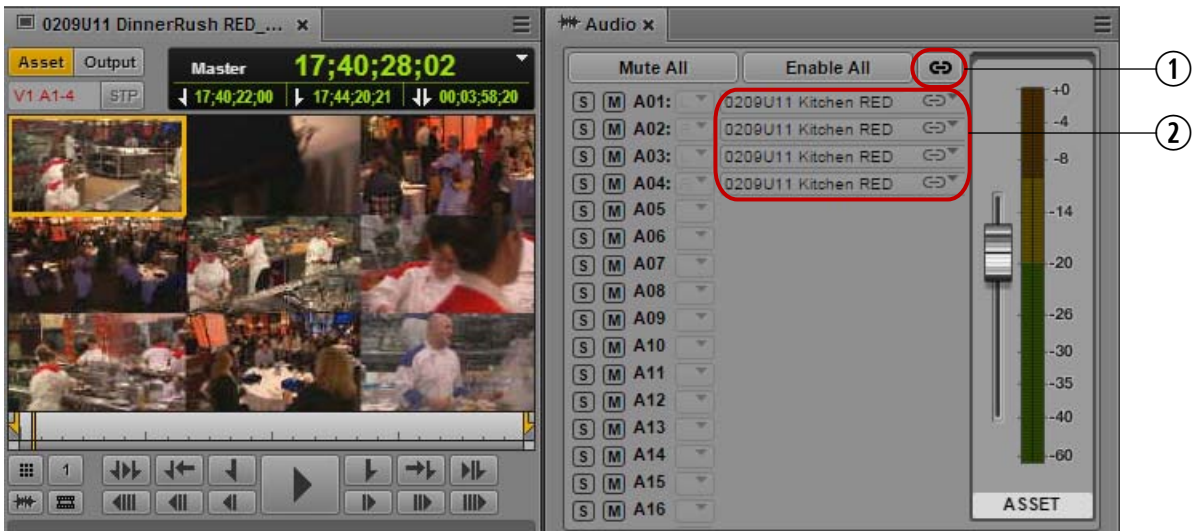 0209U11 DinnerRush RED_... ×
Asset Output
Master 17;40;28;02
V1 A1-4 STP
17;40;22;00 17;44;20;21 00;03;58;20
1
Audio ×
Mute All Enable All
S M A01: 0209U11 Kitchen RED
S M A02: 0209U11 Kitchen RED
S M A03: 0209U11 Kitchen RED
S M A04: 0209U11 Kitchen RED
S M A05
S M A06
S M A07
S M A08
S M A09
S M A10
S M A11
S M A12
S M A13
S M A14
S M A15
S M A16
+0
-4
-8
-14
-20
-26
-30
-35
-40
-60
ASSET
1
2